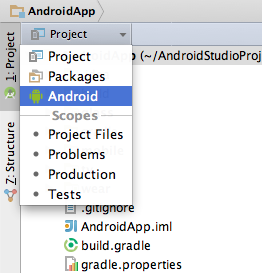 AndroidApp
1: Project
Z: Structure
Project
App (~/AndroidStudioProj
Project
Packages
Android
Scopes
Project Files
Problems
Production
Tests
.gitignore
AndroidApp.iml
build.gradle
gradle.properties